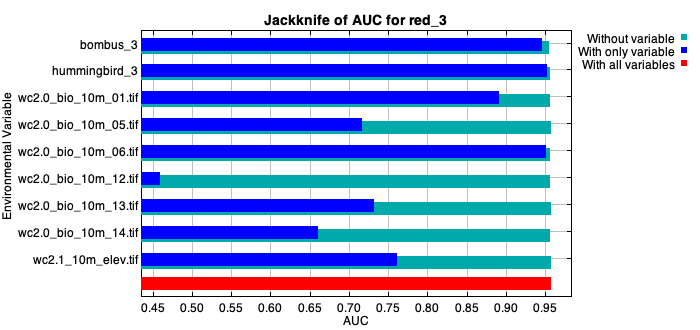 Jackknife of AUC for red_3
Without variable
With only variable
With all variables
Environmental Variable
bombus_3
hummingbird_3
wc2.0_bio_10m_01.tif
wc2.0_bio_10m_05.tif
wc2.0_bio_10m_06.tif
wc2.0_bio_10m_12.tif
wc2.0_bio_10m_13.tif
wc2.0_bio_10m_14.tif
wc2.1_10m_elev.tif
0.45 0.50 0.55 0.60 0.65 0.70 0.75 0.80 0.85 0.90 0.95
AUC